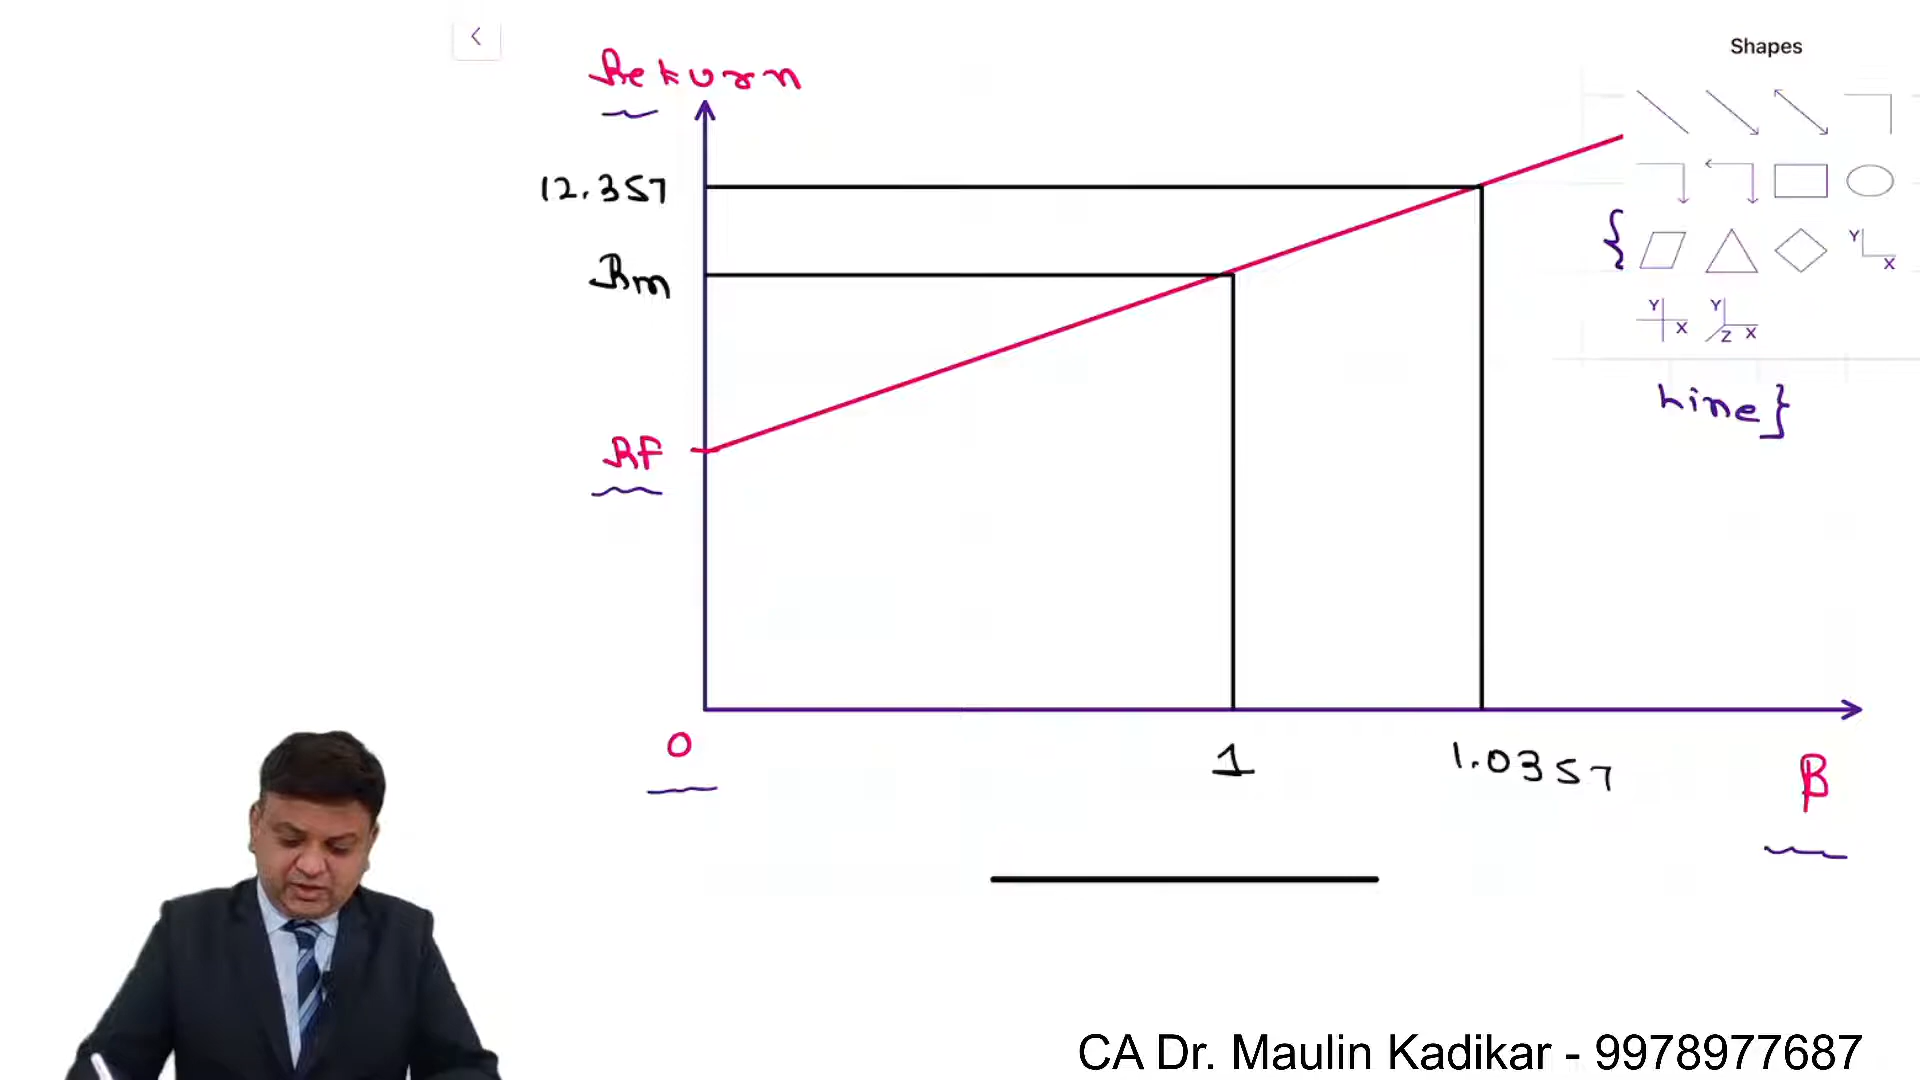 <
Shapes
Return
12.357
Rm
RF
{
Y
X
Y
X
Y
Z X
Line}
0
1
1.0357
β
CA Dr. Maulin Kadikar - 9978977687